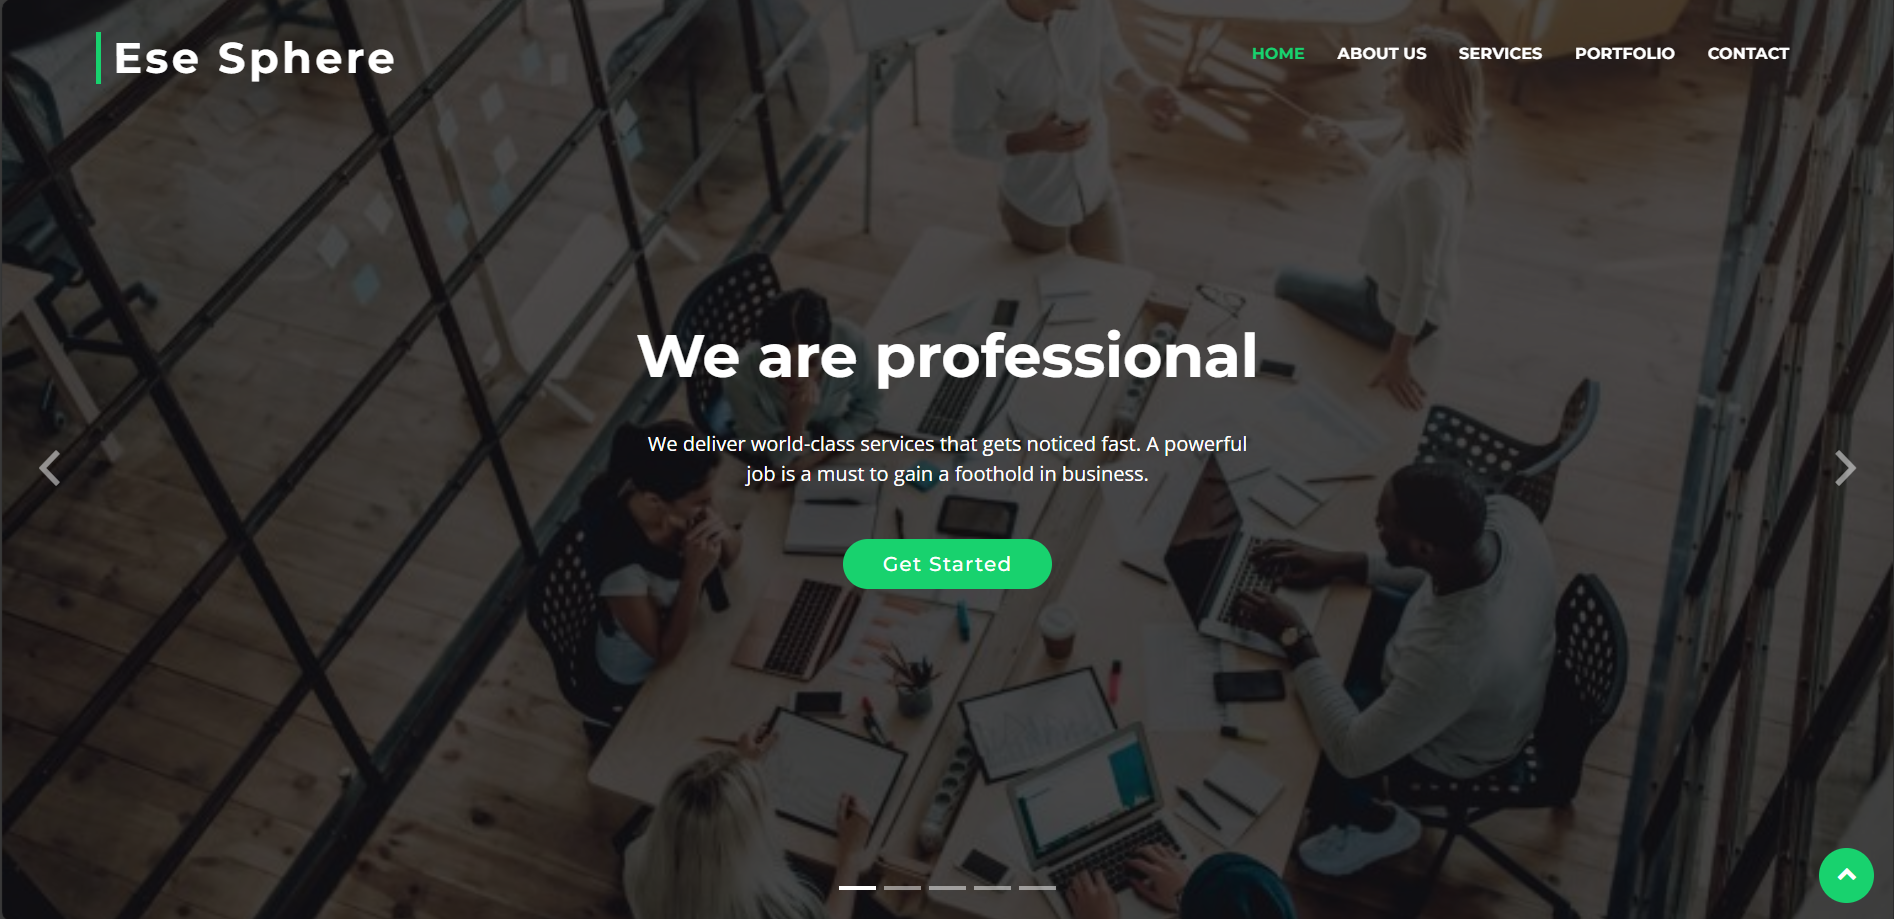 Ese Sphere
HOME ABOUT US SERVICES PORTFOLIO CONTACT
We are professional
We deliver world-class services that gets noticed fast. A powerful
job is a must to gain a foothold in business.
Get Started